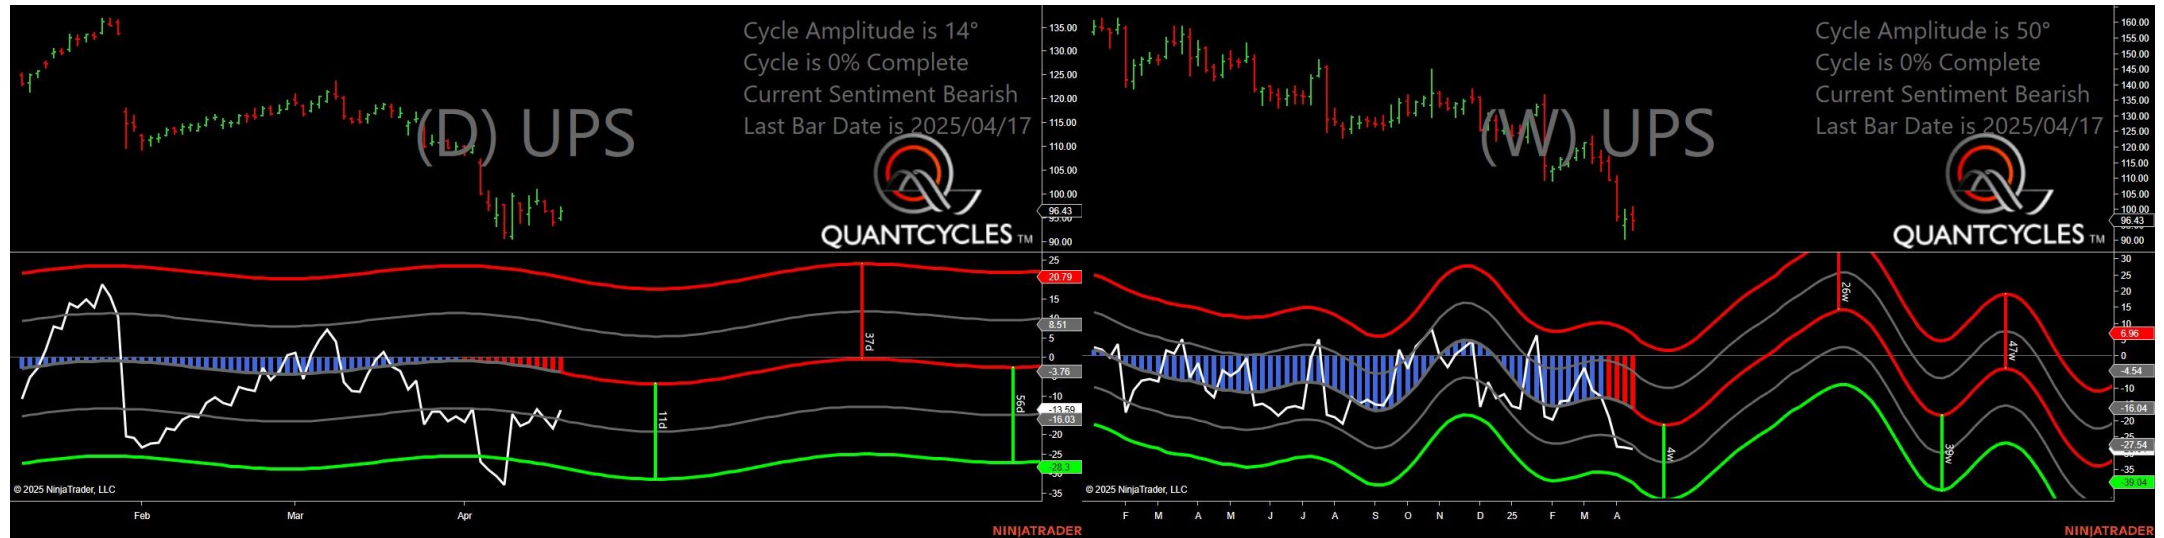 Cycle Amplitude is 14°
Cycle is 0% Complete
Current Sentiment Bearish
Last Bar Date is 2025/04/17
(D) UPS
QUANTCYCLES TM
135.00
125.00
120.00
115.00
110.00
105.00
100.00
96.43
90.00
25
20.79
15
8.51
5
0
-3.76
-10
-13.59
-16.03
-20
-25
-28.3
-35
37d
11d
56d
© 2025 NinjaTrader, LLC
Feb Mar Apr
NINJATRADER
Cycle Amplitude is 50°
Cycle is 0% Complete
Current Sentiment Bearish
Last Bar Date is 2025/04/17
(W) UPS
QUANTCYCLES TM
160.00
155.00
150.00
145.00
140.00
135.00
130.00
125.00
120.00
115.00
110.00
105.00
100.00
96.43
90.00
30
25
20
15
10
6.96
0
-4.54
-10
-16.04
-20
-27.54
-35
-39.04
26w
47w
4w
39w
© 2025 NinjaTrader, LLC
F M A M J J A S O N D 25 F M A
NINJATRADER